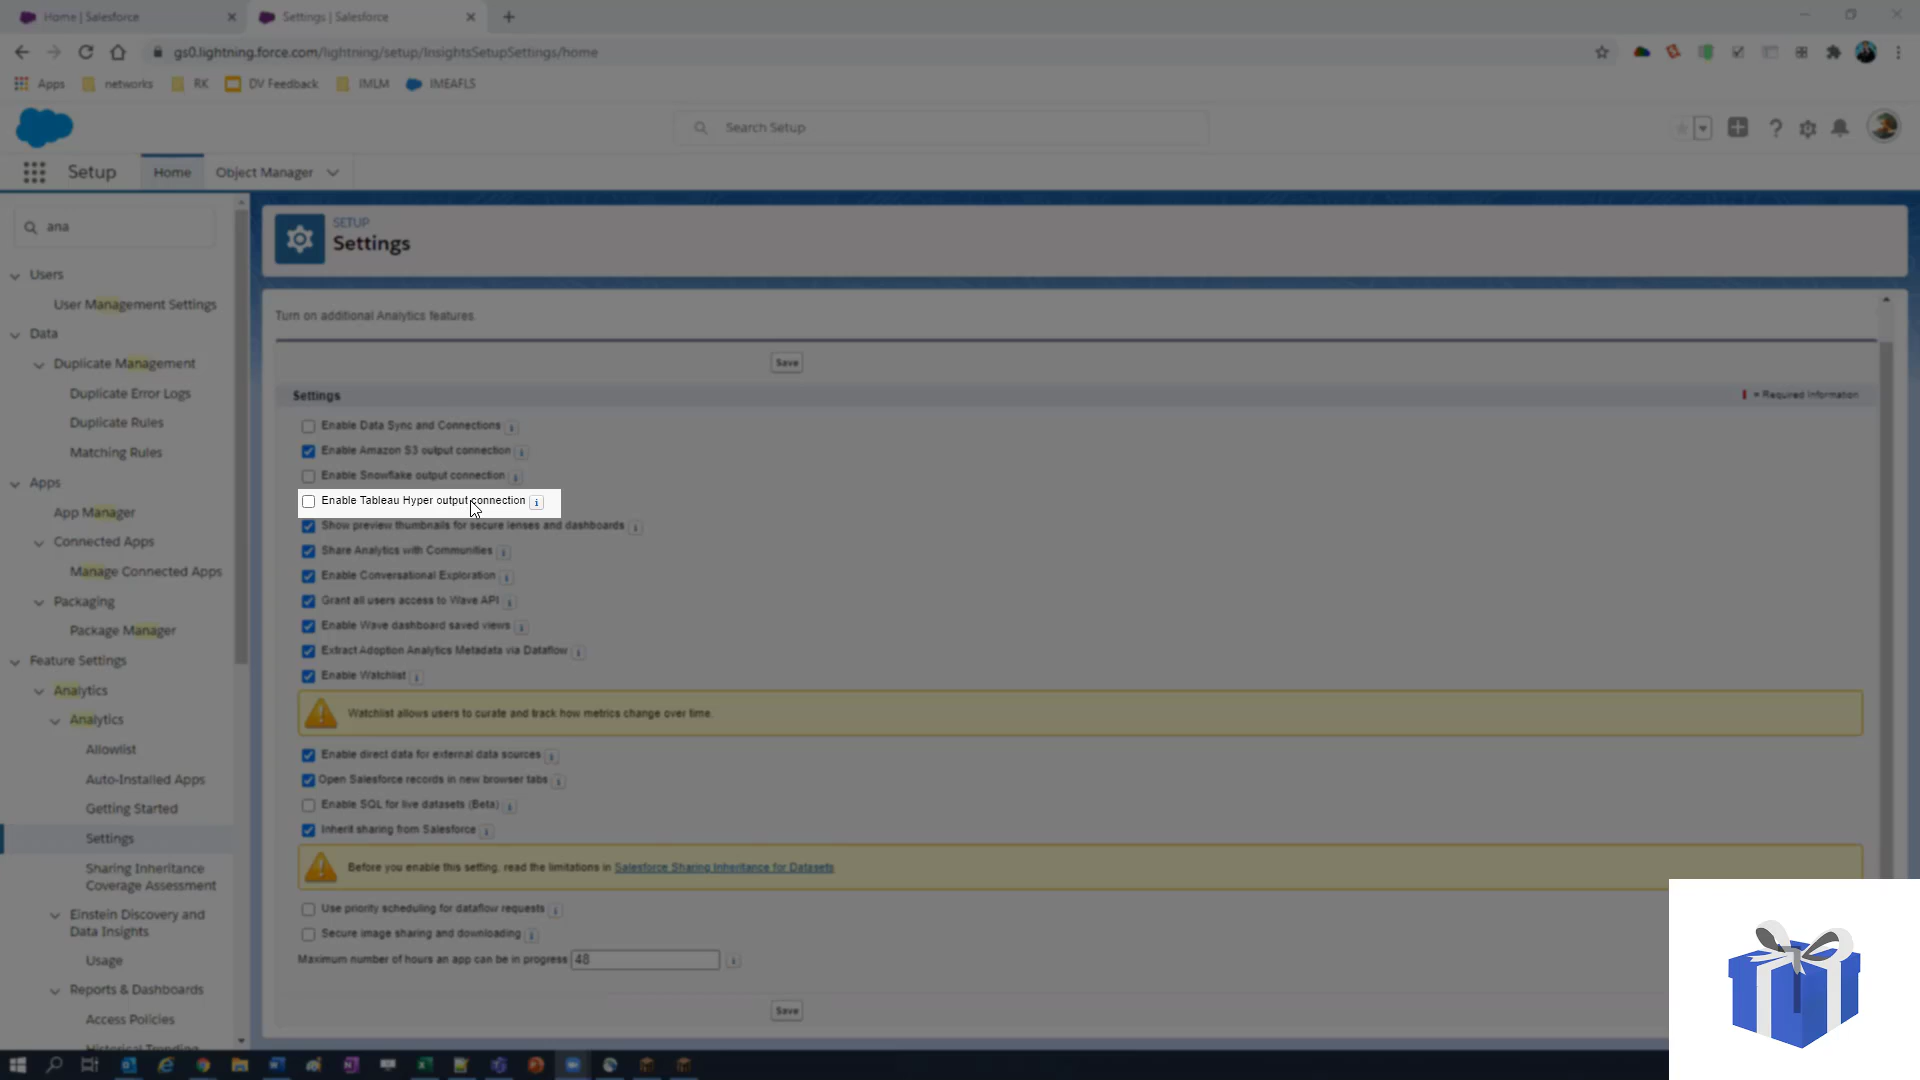 Home | Salesforce
Settings | Salesforce
gs0.lightning.force.com/lightning/setup/InsightsSetupSettings/home
Apps
networks
RK
DV Feedback
IMLM
IMEAFLS
Search Setup
Setup
Home
Object Manager
ana
Users
User Management Settings
Data
Duplicate Management
Duplicate Error Logs
Duplicate Rules
Matching Rules
Apps
App Manager
Connected Apps
Manage Connected Apps
Packaging
Package Manager
Feature Settings
Analytics
Analytics
Allowlist
Auto-Installed Apps
Getting Started
Settings
Sharing Inheritance
Coverage Assessment
Einstein Discovery and
Data Insights
Usage
Reports & Dashboards
Access Policies
Historical Trending
SETUP
Settings
Turn on additional Analytics features.
Save
Settings
= Required Information
Enable Data Sync and Connections
Enable Amazon S3 output connection
Enable Snowflake output connection
Enable Tableau Hyper output connection
Show preview thumbnails for secure lenses and dashboards
Share Analytics with Communities
Enable Conversational Exploration
Grant all users access to Wave API
Enable Wave dashboard saved views
Extract Adoption Analytics Metadata via Dataflow
Enable Watchlist
Watchlist allows users to curate and track how metrics change over time.
Enable direct data for external data sources
Open Salesforce records in new browser tabs
Enable SQL for live datasets (Beta)
Inherit sharing from Salesforce
Before you enable this setting, read the limitations in Salesforce Sharing Inheritance for Datasets
Use priority scheduling for dataflow requests
Secure image sharing and downloading
Maximum number of hours an app can be in progress 48
Save